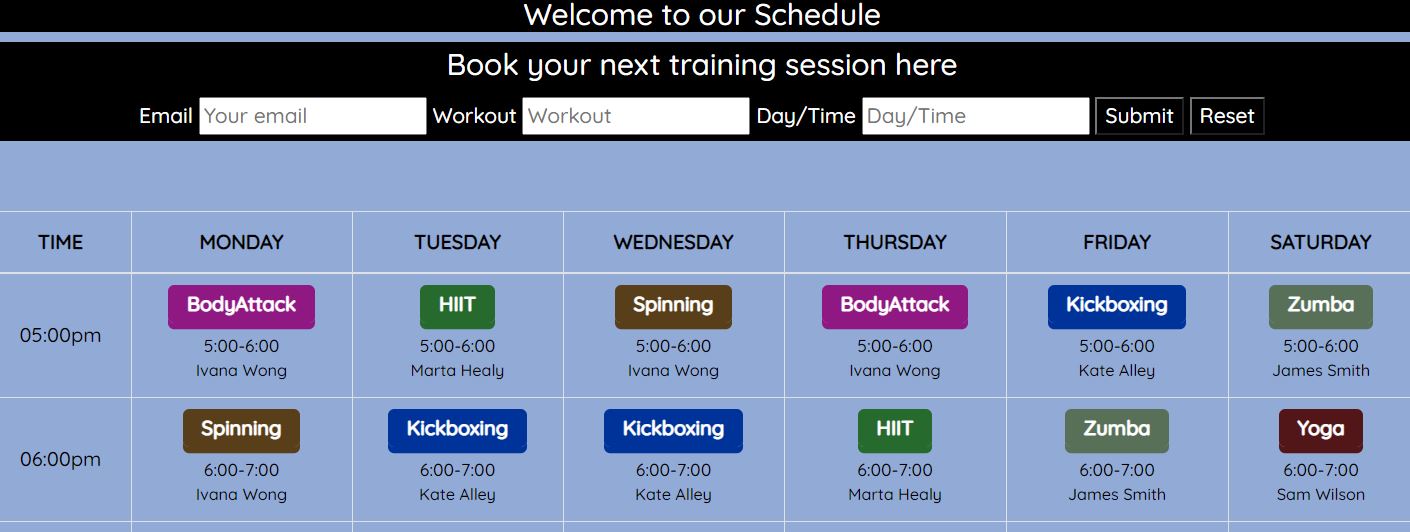 Welcome to our Schedule
Book your next training session here
Email Your email Workout Workout Day/Time Day/Time Submit Reset
TIME MONDAY TUESDAY WEDNESDAY THURSDAY FRIDAY SATURDAY
BodyAttack HIIT Spinning BodyAttack Kickboxing Zumba
05:00pm
5:00-6:00 5:00-6:00 5:00-6:00 5:00-6:00 5:00-6:00 5:00-6:00
Ivana Wong Marta Healy Ivana Wong Ivana Wong Kate Alley James Smith
Spinning Kickboxing Kickboxing HIIT Zumba Yoga
06:00pm
6:00-7:00 6:00-7:00 6:00-7:00 6:00-7:00 6:00-7:00 6:00-7:00
Ivana Wong Kate Alley Kate Alley Marta Healy James Smith Sam Wilson